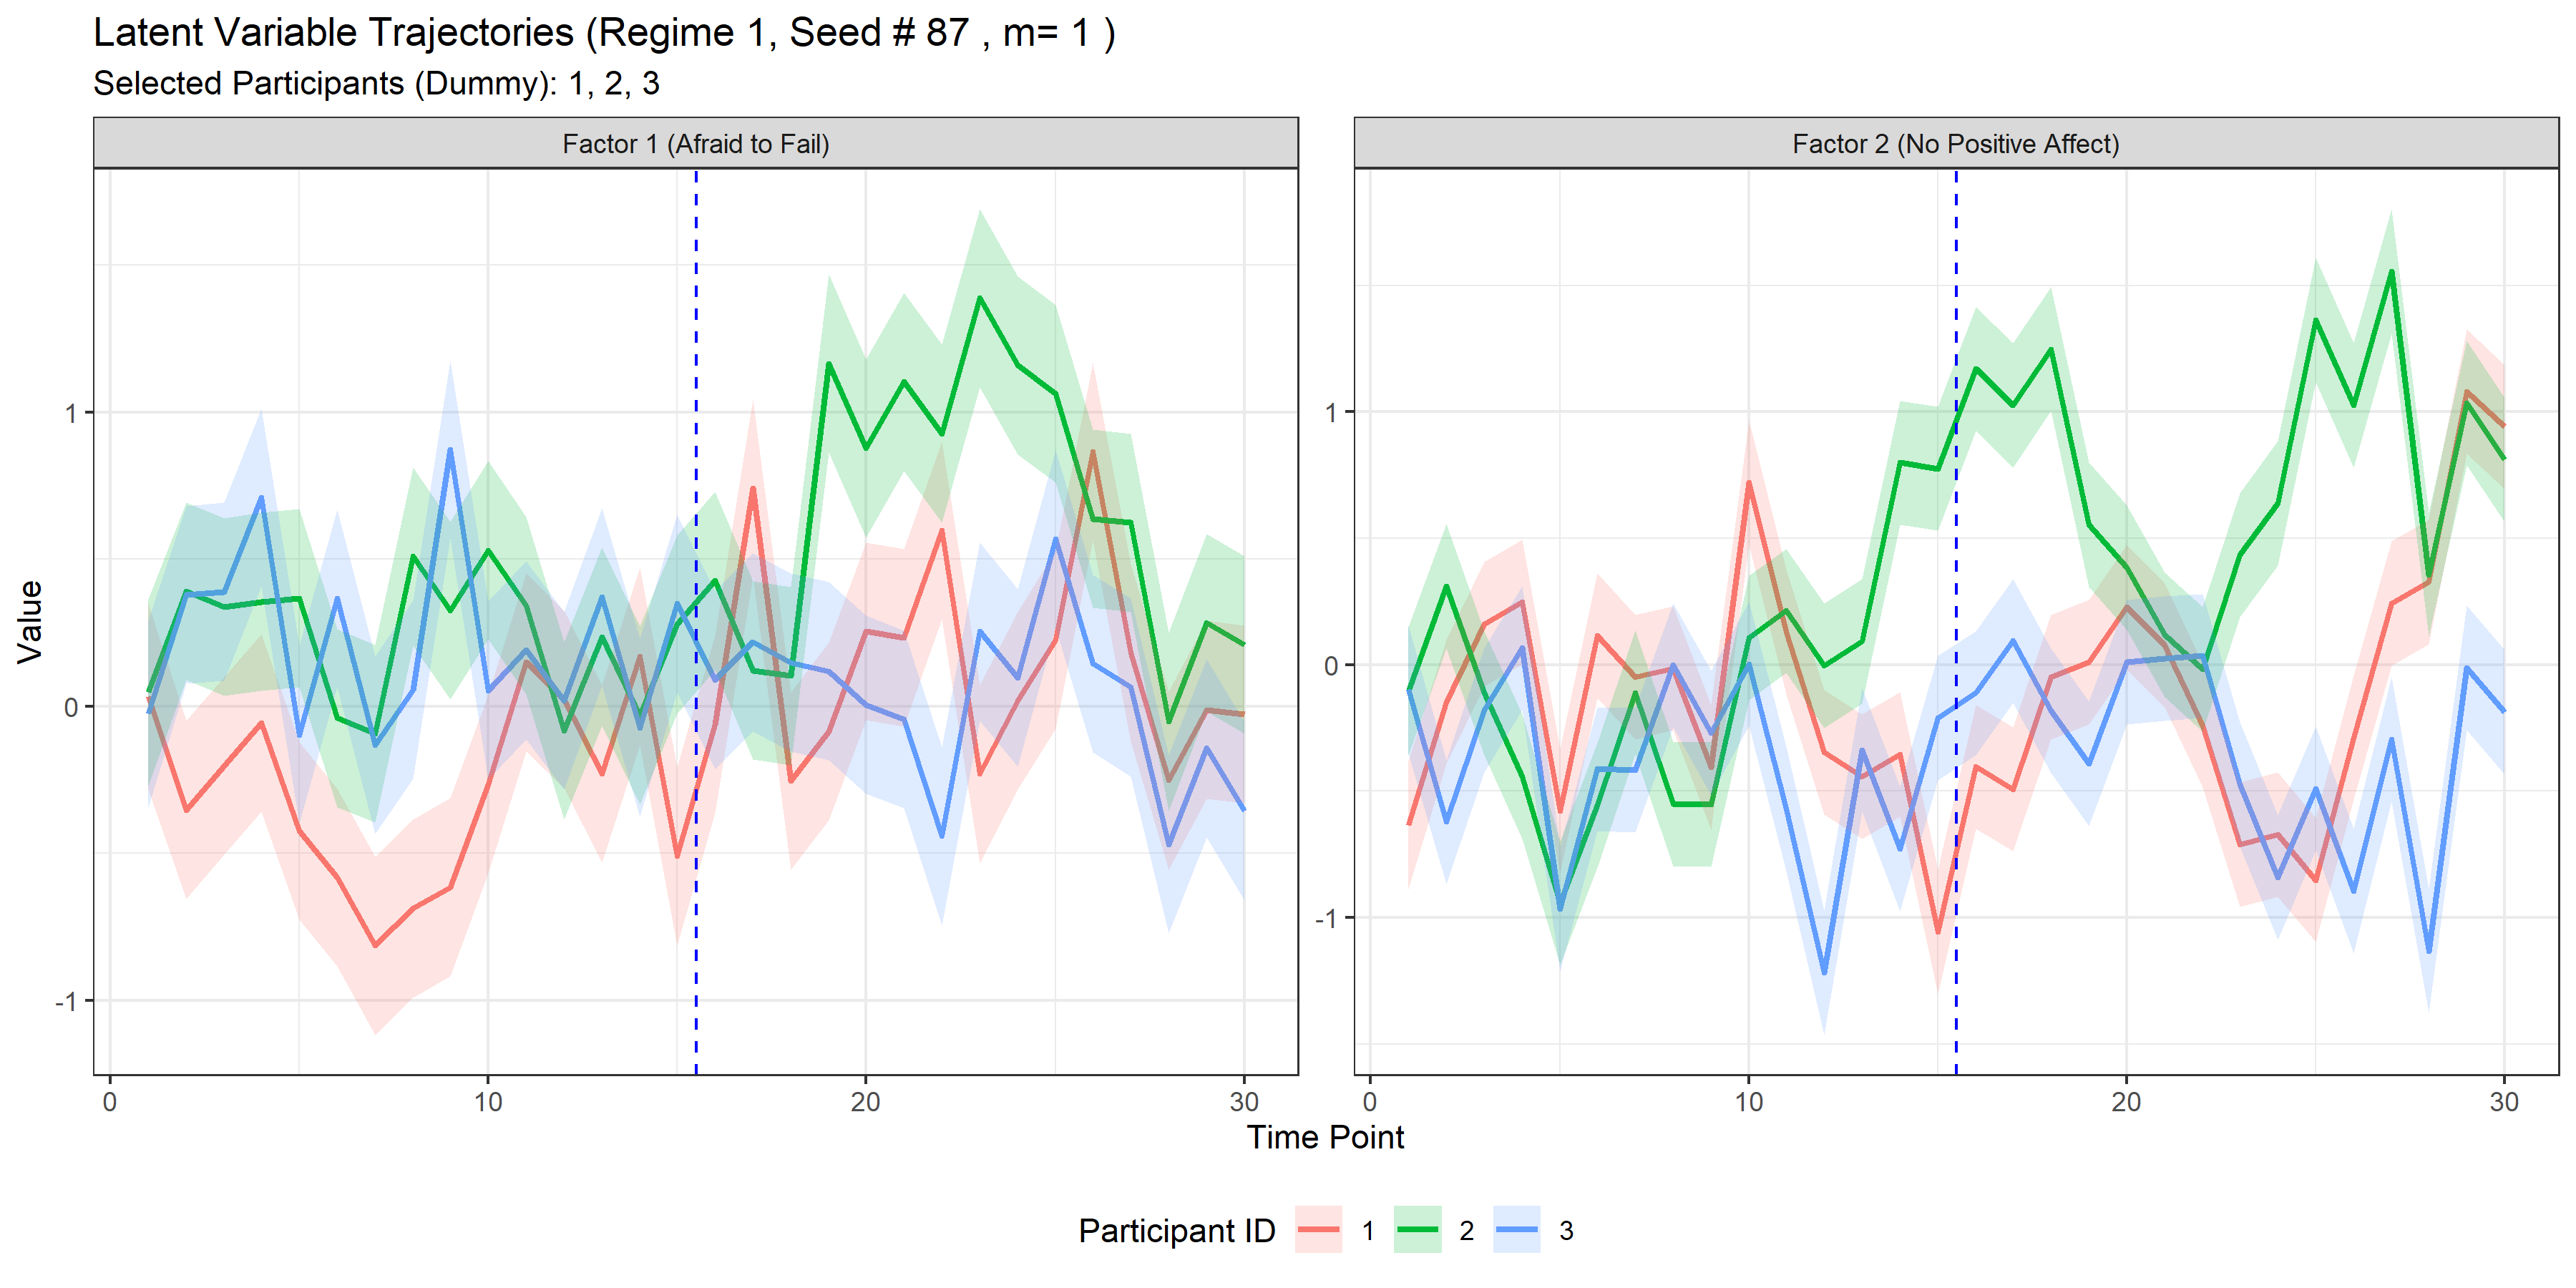 Latent Variable Trajectories (Regime 1, Seed # 87 , m= 1 )
Selected Participants (Dummy): 1, 2, 3
Factor 1 (Afraid to Fail)
Factor 2 (No Positive Affect)
Value
1
0
-1
1
0
-1
0 10 20 30
0 10 20 30
Time Point
Participant ID 1 2 3